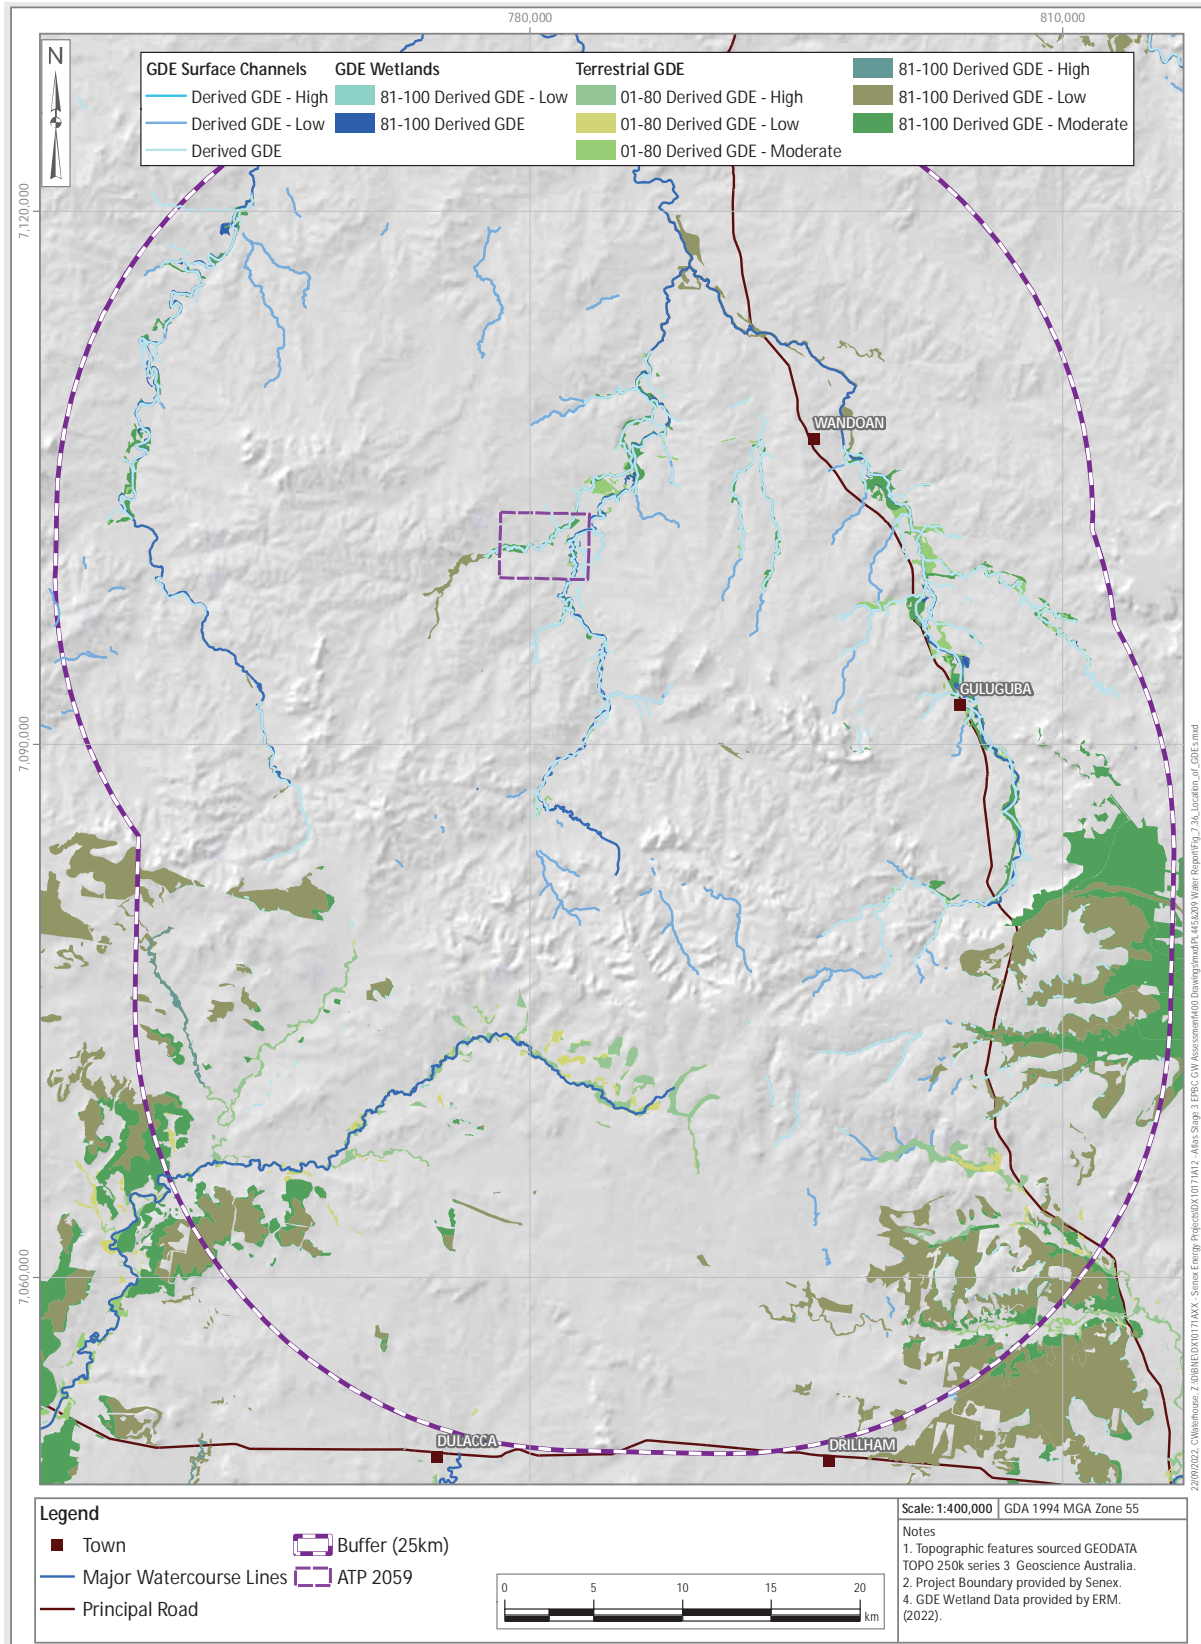 780,000
810,000
N
GDE Surface Channels
Derived GDE - High
Derived GDE - Low
Derived GDE
GDE Wetlands
81-100 Derived GDE - Low
81-100 Derived GDE
Terrestrial GDE
01-80 Derived GDE - High
01-80 Derived GDE - Low
01-80 Derived GDE - Moderate
81-100 Derived GDE - High
81-100 Derived GDE - Low
81-100 Derived GDE - Moderate
7,120,000
7,090,000
7,060,000
WANDOAN
GULUGUBA
DULACCA
DRILLHAM
Legend
Town
Major Watercourse Lines
Principal Road
Buffer (25km)
ATP 2059
0 5 10 15 20
km
Scale: 1:400,000 GDA 1994 MGA Zone 55
Notes
1. Topographic features sourced GEODATA
TOPO 250k series 3 Geoscience Australia.
2. Project Boundary provided by Senex.
4. GDE Wetland Data provided by ERM.
(2022).